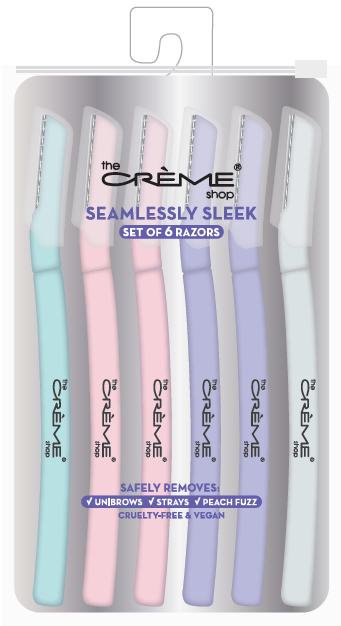 the
CRÈME®
shop
SEAMLESSLY SLEEK
SET OF 6 RAZORS
the CRÈME shop®
the CRÈME shop®
the CRÈME shop®
the CRÈME shop®
the CRÈME shop®
the CRÈME shop®
SAFELY REMOVES:
✓ UNIBROWS ✓ STRAYS ✓ PEACH FUZZ
CRUELTY-FREE & VEGAN